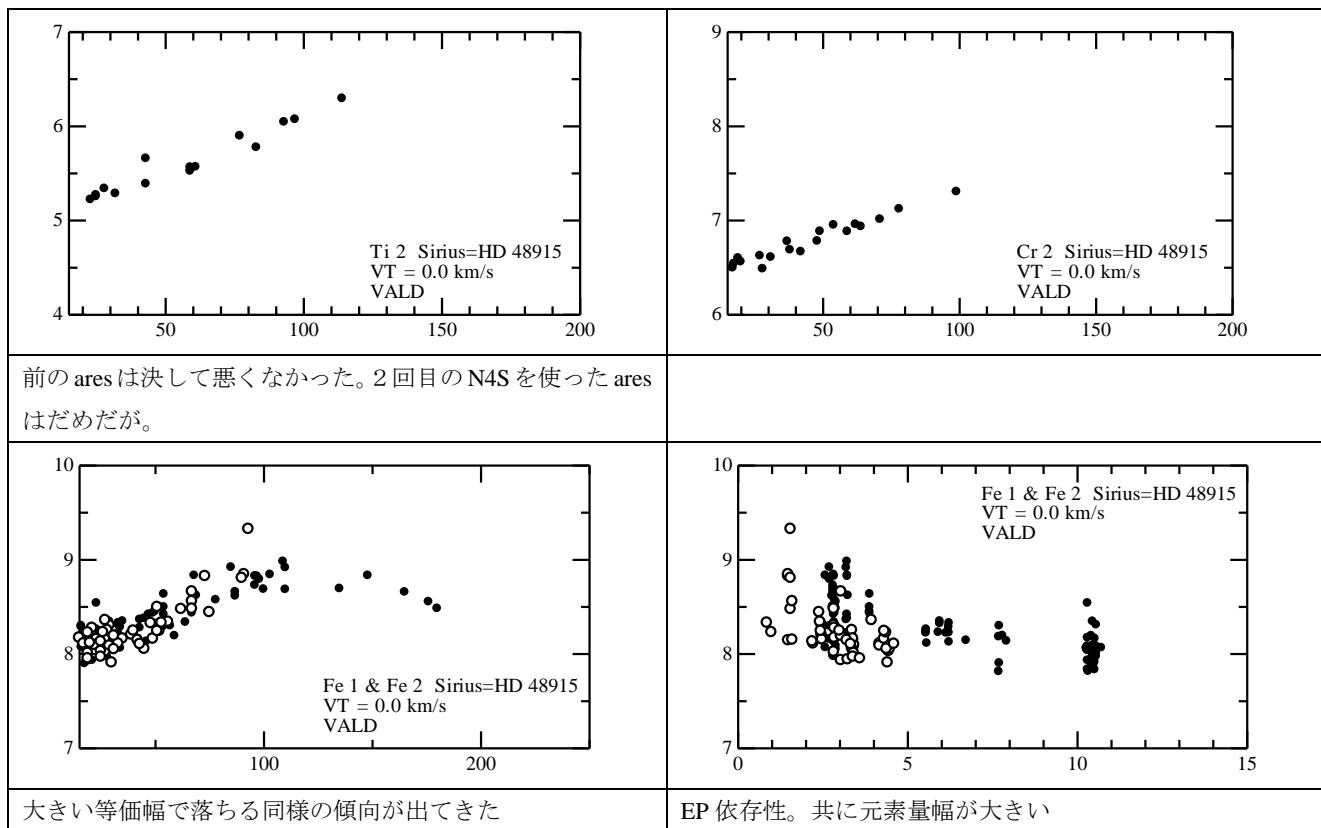 7
6
5
4
50
100
150
200
Ti 2 Sirius=HD 48915
VT = 0.0 km/s
VALD
9
8
7
6
50
100
150
200
Cr 2 Sirius=HD 48915
VT = 0.0 km/s
VALD
前の ares は決して悪くなかった。２回目の N4S を使った ares
はだめだが。
10
9
8
7
100
200
Fe 1 & Fe 2 Sirius=HD 48915
VT = 0.0 km/s
VALD
10
9
8
7
0
5
10
15
Fe 1 & Fe 2 Sirius=HD 48915
VT = 0.0 km/s
VALD
大きい等価幅で落ちる同様の傾向が出てきた
EP 依存性。共に元素量幅が大きい